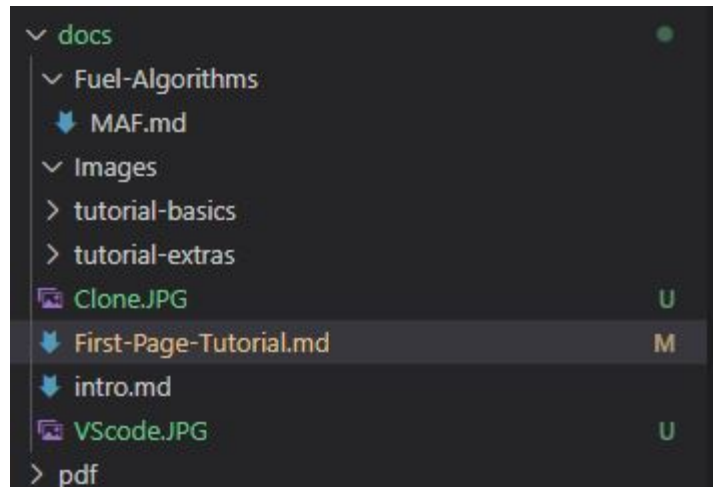 docs
Fuel-Algorithms
MAF.md
Images
tutorial-basics
tutorial-extras
Clone.JPG U
First-Page-Tutorial.md M
intro.md
VScode.JPG U
pdf